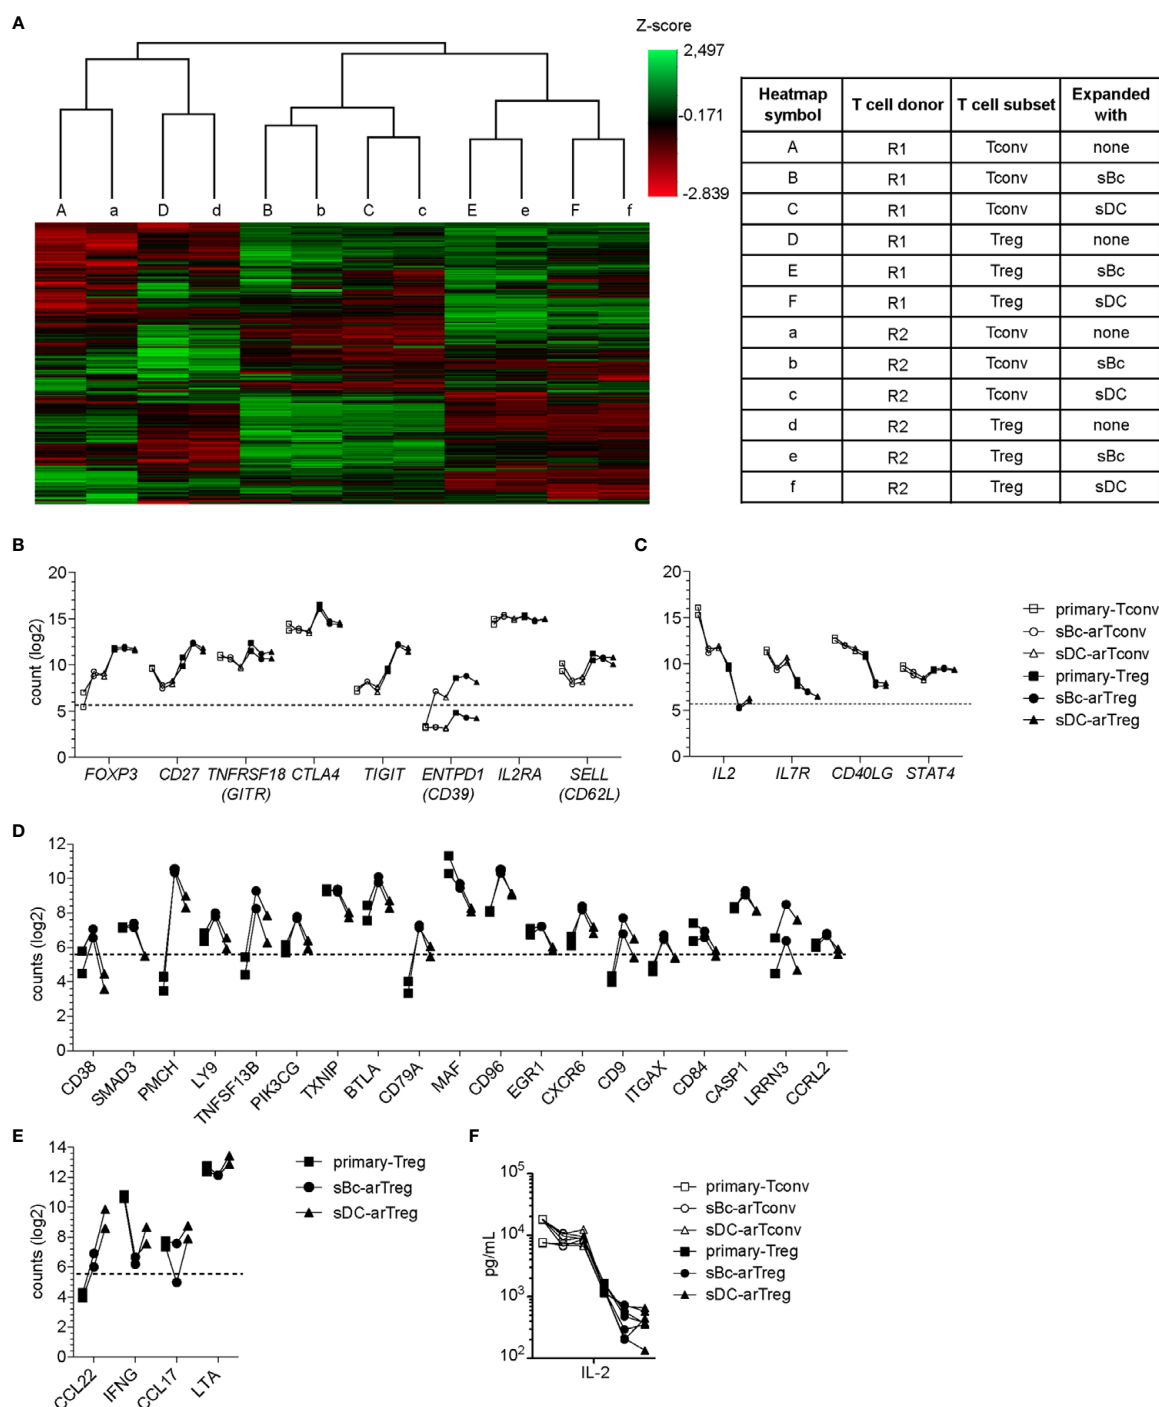 A
Z-score
2,497
-0.171
-2.839
A a D d B b C c E e F f
Heatmap symbol T cell donor T cell subset Expanded with
A R1 Tconv none
B R1 Tconv sBc
C R1 Tconv sDC
D R1 Treg none
E R1 Treg sBc
F R1 Treg sDC
a R2 Tconv none
b R2 Tconv sBc
c R2 Tconv sDC
d R2 Treg none
e R2 Treg sBc
f R2 Treg sDC
B
count (log2)
20
15
10
5
0
FOXP3 CD27 TNFRSF18 CTLA4 TIGIT ENTPD1 IL2RA SELL
(GITR) (CD39) (CD62L)
C
20
15
10
5
0
IL2 IL7R CD40LG STAT4
primary-Tconv
sBc-arTconv
sDC-arTconv
primary-Treg
sBc-arTreg
sDC-arTreg
D
counts (log2)
12
10
8
6
4
2
0
CD38 SMAD3 PMCH LY9 TNFSF13B PIK3CG TXNIP BTLA CD79A MAF CD96 EGR1 CXCR6 CD9 ITGAX CD84 CASP1 LRRN3 CCRL2
E
counts (log2)
14
12
10
8
6
4
2
0
CCL22 IFNG CCL17 LTA
primary-Treg
sBc-arTreg
sDC-arTreg
F
pg/mL
10^5
10^4
10^3
10^2
IL-2
primary-Tconv
sBc-arTconv
sDC-arTconv
primary-Treg
sBc-arTreg
sDC-arTreg